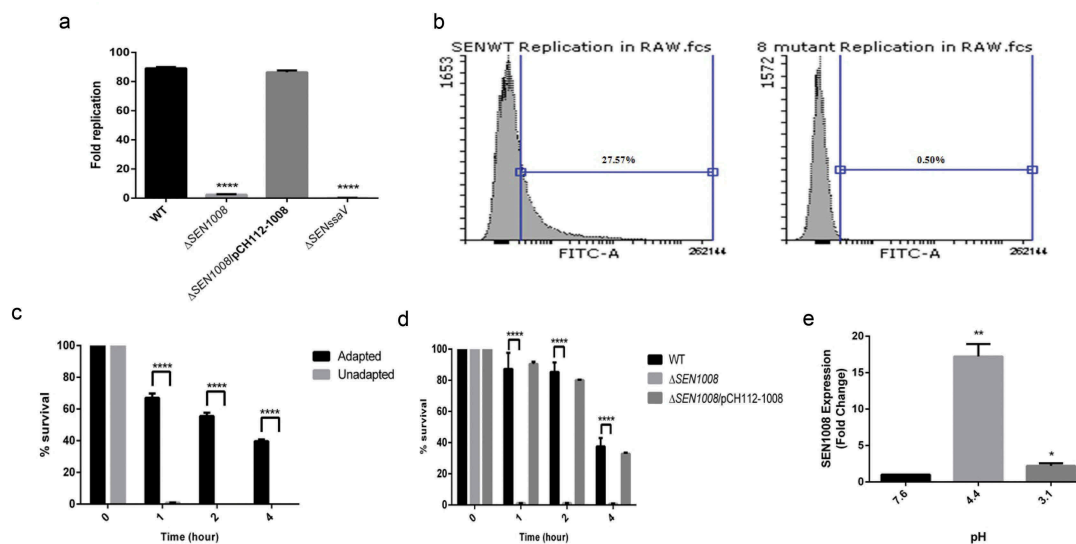 a
Fold replication
100
80
60
40
20
0
****
****
WT
ΔSEN1008
ΔSEN1008/pCH112-1008
ΔSENssaV
b
SENWT Replication in RAW.fcs
1653
27.57%
FITC-A
262144
8 mutant Replication in RAW.fcs
1572
0.50%
FITC-A
262144
c
% survival
100
80
60
40
20
0
****
****
****
0
1
2
4
Time (hour)
Adapted
Unadapted
d
% survival
100
80
60
40
20
0
****
****
****
0
1
2
4
Time (hour)
WT
ΔSEN1008
ΔSEN1008/pCH112-1008
e
SEN1008 Expression
(Fold Change)
20
15
10
5
0
**
*
7.6
4.4
3.1
pH